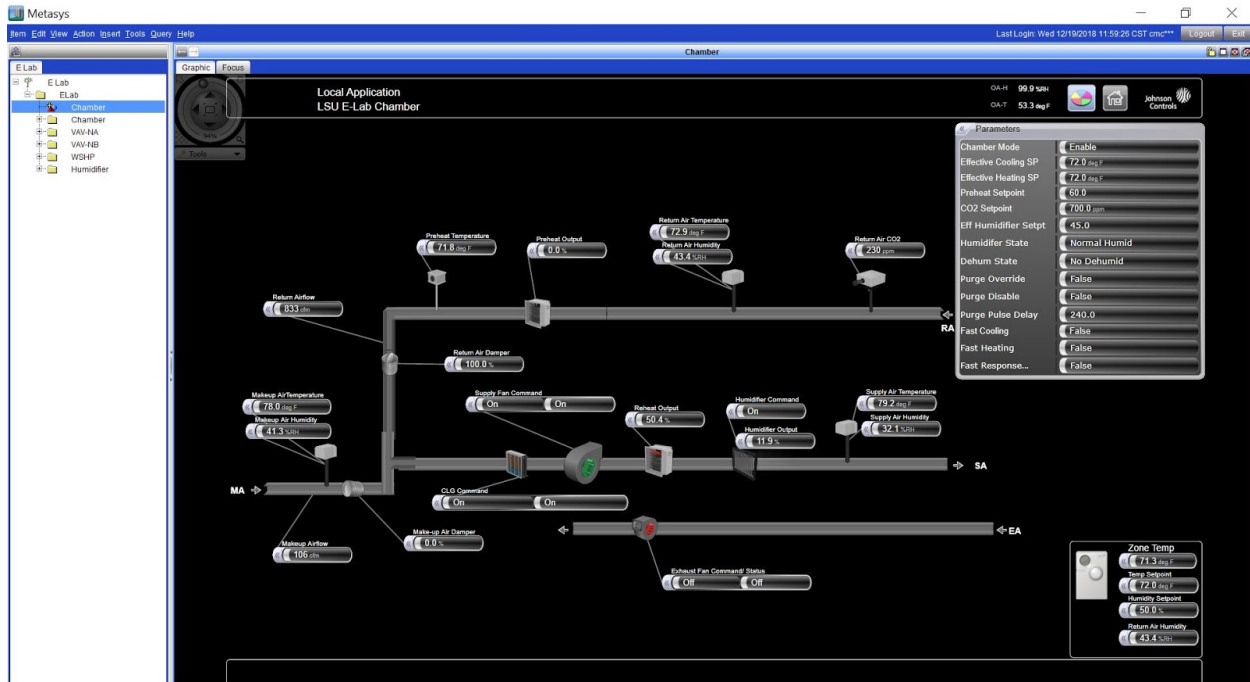 Metasys
Item Edit View Action Insert Tools Query Help
Last Login: Wed 12/19/2018 11:59:26 CST cmc***
Logout
Exit
Chamber
E Lab
Graphic
Focus
E Lab
ELab
Chamber
Chamber
VAV-NA
VAV-NB
WSHP
Humidifier
94%
Tools
Local Application
LSU E-Lab Chamber
OA-H 99.9 %RH
OA-T 53.3 deg F
Johnson Controls
Parameters
Chamber Mode Enable
Effective Cooling SP 72.0 deg F
Effective Heating SP 72.0 deg F
Preheat Setpoint 60.0
CO2 Setpoint 700.0 ppm
Eff Humidifier Setpt 45.0
Humidifer State Normal Humid
Dehum State No Dehumid
Purge Override False
Purge Disable False
Purge Pulse Delay 240.0
Fast Cooling False
Fast Heating False
Fast Response... False
Preheat Temperature
71.8 deg F
Preheat Output
0.0 %
Return Air Temperature
72.9 deg F
Return Air Humidity
43.4 %RH
Return Air CO2
230 ppm
Return Airflow
833 cfm
RA
Return Air Damper
100.0 %
Makeup AirTemperature
78.0 deg F
Makeup Air Humidity
41.3 %RH
Supply Fan Command
On On
Reheat Output
50.4 %
Humidifier Command
On
Humidifier Output
11.9 %
Supply Air Temperature
79.2 deg F
Supply Air Humidity
32.1 %RH
SA
MA
CLG Command
On On
Make-up Air Damper
0.0 %
Makeup Airflow
106 cfm
EA
Exhaust Fan Command/ Status
Off Off
Zone Temp
71.3 deg F
Temp Setpoint
72.0 deg F
Humidity Setpoint
50.0 %
Return Air Humidity
43.4 %RH